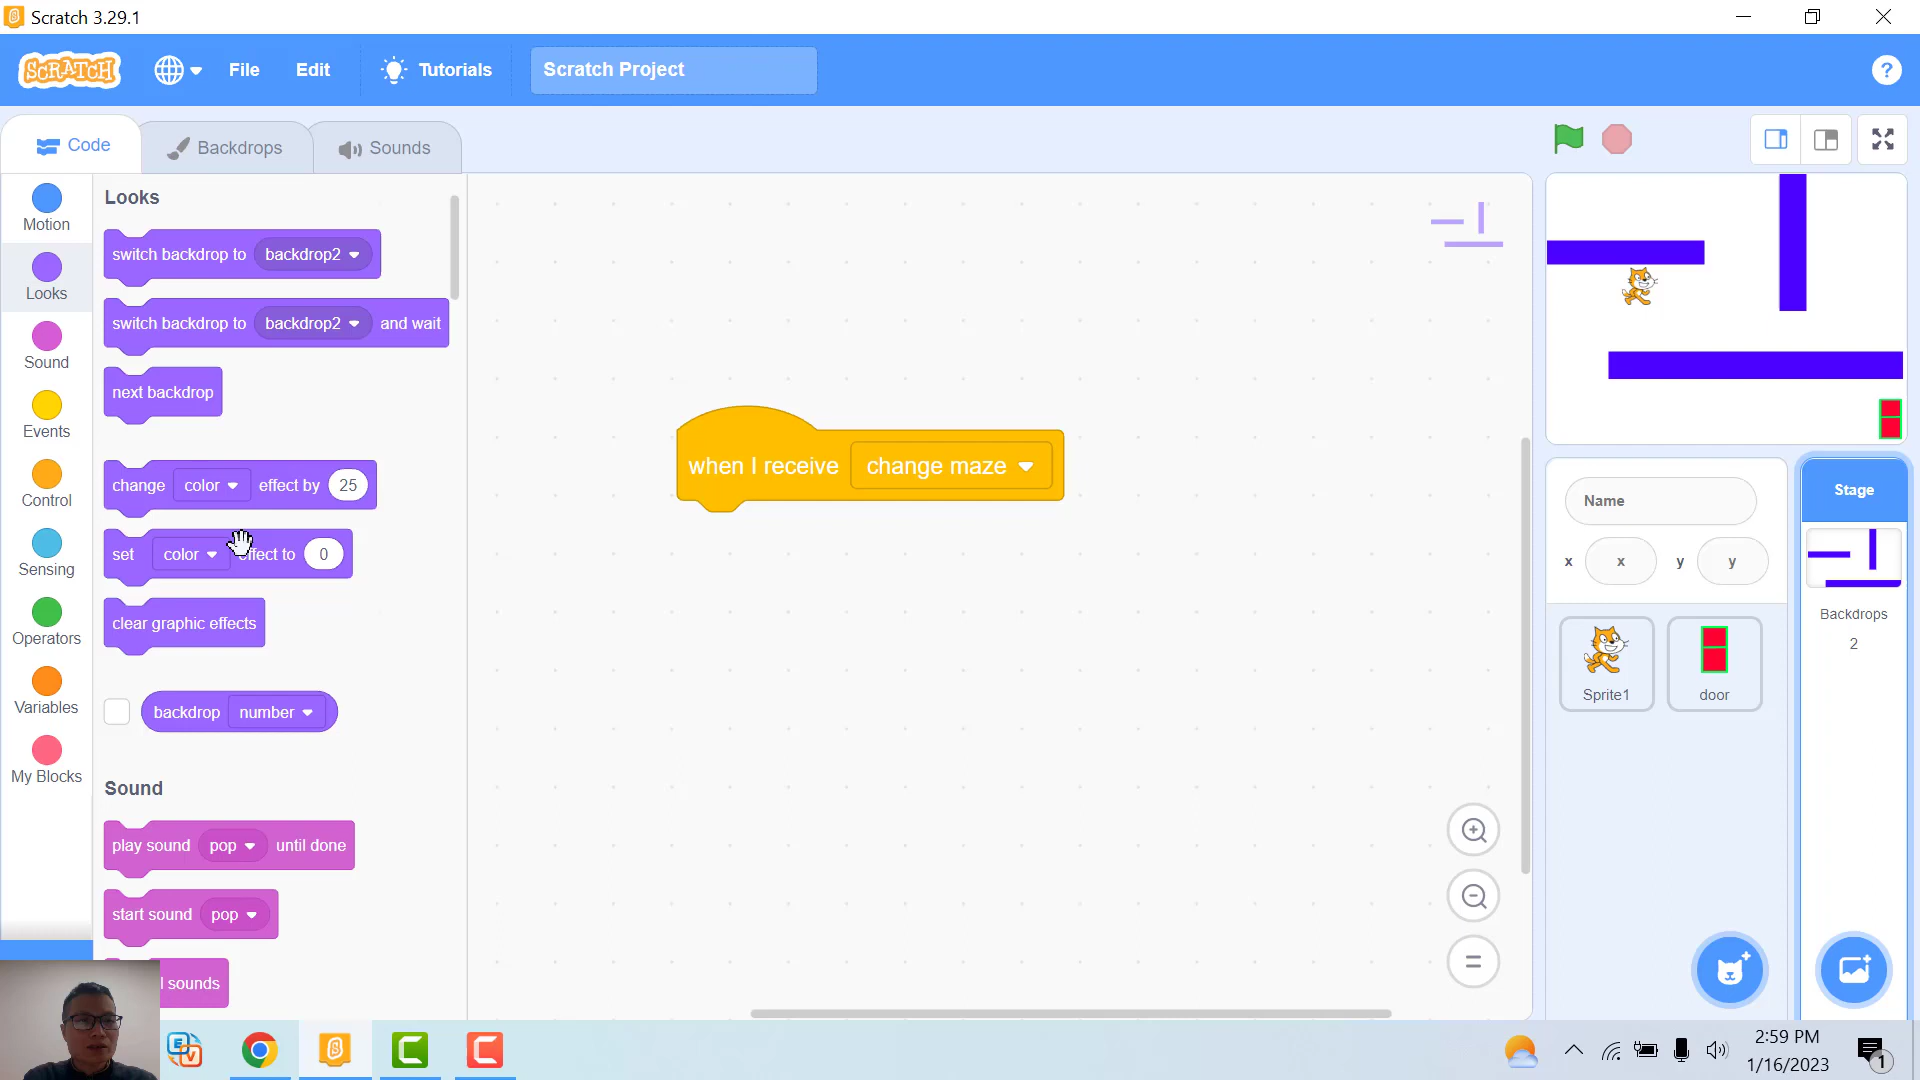 Scratch 3.29.1
SCRATCH
File
Edit
Tutorials
Scratch Project
?
Code
Backdrops
Sounds
Motion
Looks
Sound
Events
Control
Sensing
Operators
Variables
My Blocks
Looks
switch backdrop to backdrop2
switch backdrop to backdrop2 and wait
next backdrop
change color effect by 25
set color effect to 0
clear graphic effects
backdrop number
Sound
play sound pop until done
start sound pop
sounds
when I receive change maze
Name
x x y y
Sprite1
door
Stage
Backdrops
2
2:59 PM
1/16/2023
1